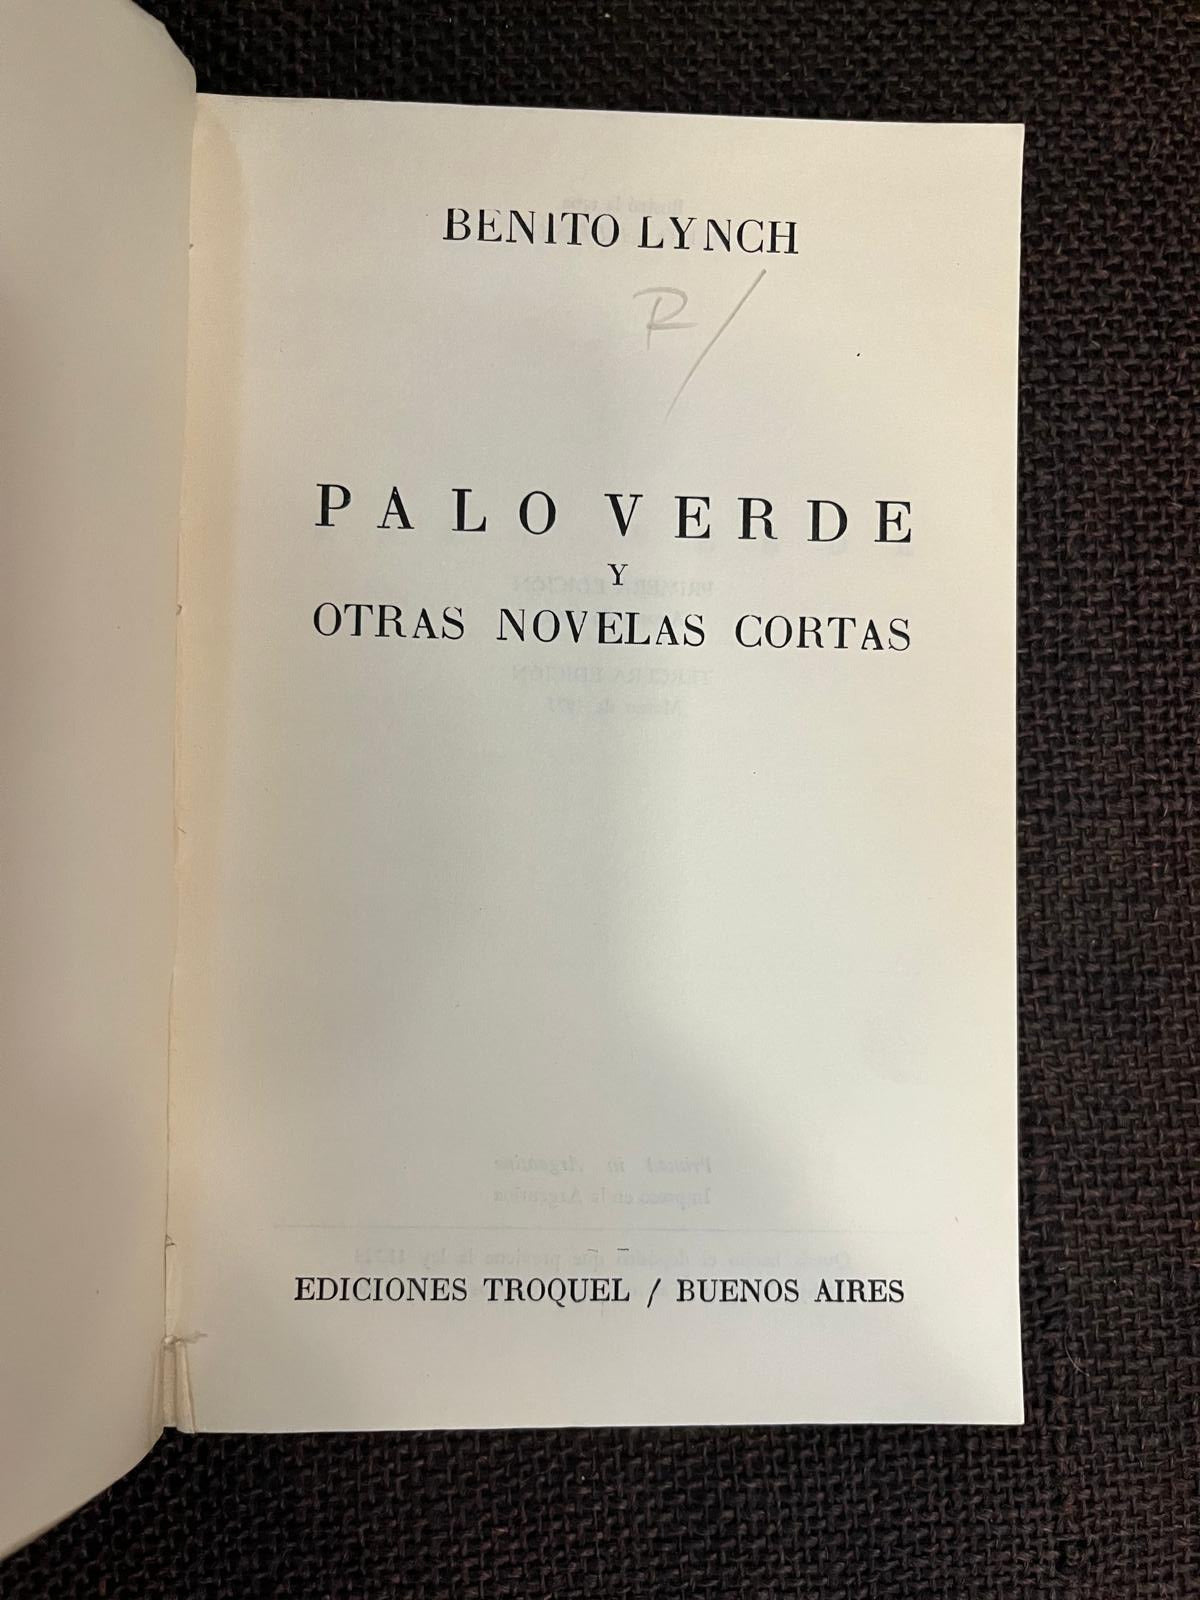 BENITO LYNCH
R/
PALO VERDE
Y
OTRAS NOVELAS CORTAS
EDICIONES TROQUEL / BUENOS AIRES